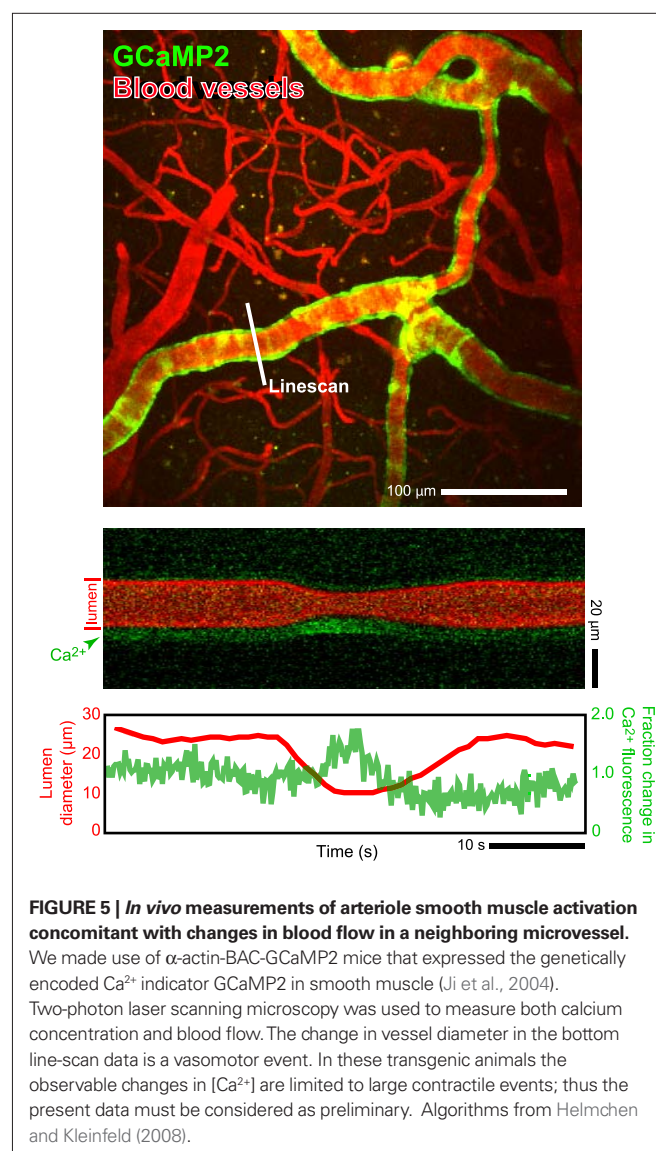 GCaMP2
Blood vessels
Linescan
100 µm
lumen
Ca²⁺
20 µm
30
20
10
0
Lumen
diameter (µm)
2.0
1.0
0
Fraction change in
Ca²⁺ fluorescence
Time (s)
10 s
FIGURE 5 | In vivo measurements of arteriole smooth muscle activation
concomitant with changes in blood flow in a neighboring microvessel.
We made use of α-actin-BAC-GCaMP2 mice that expressed the genetically
encoded Ca²⁺ indicator GCaMP2 in smooth muscle (Ji et al., 2004).
Two-photon laser scanning microscopy was used to measure both calcium
concentration and blood flow. The change in vessel diameter in the bottom
line-scan data is a vasomotor event. In these transgenic animals the
observable changes in [Ca²⁺] are limited to large contractile events; thus the
present data must be considered as preliminary. Algorithms from Helmchen
and Kleinfeld (2008).